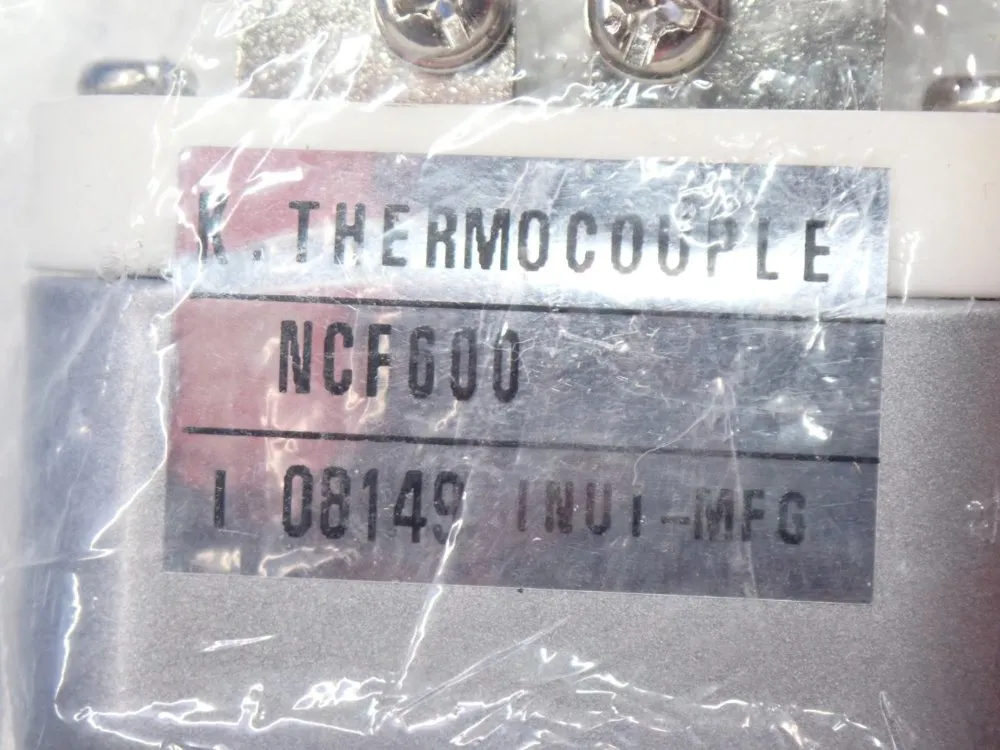 K. THERMOCOUPLE
NCF600
I 08149 INUI-MFG